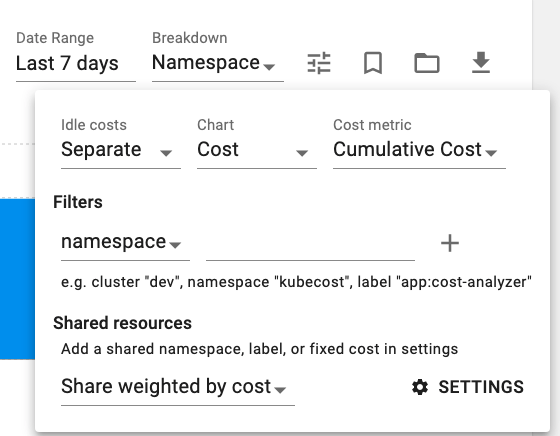 Date Range Breakdown
Last 7 days Namespace
Idle costs Chart Cost metric
Separate Cost Cumulative Cost
Filters
namespace
e.g. cluster "dev", namespace "kubecost", label "app:cost-analyzer"
Shared resources
Add a shared namespace, label, or fixed cost in settings
Share weighted by cost SETTINGS